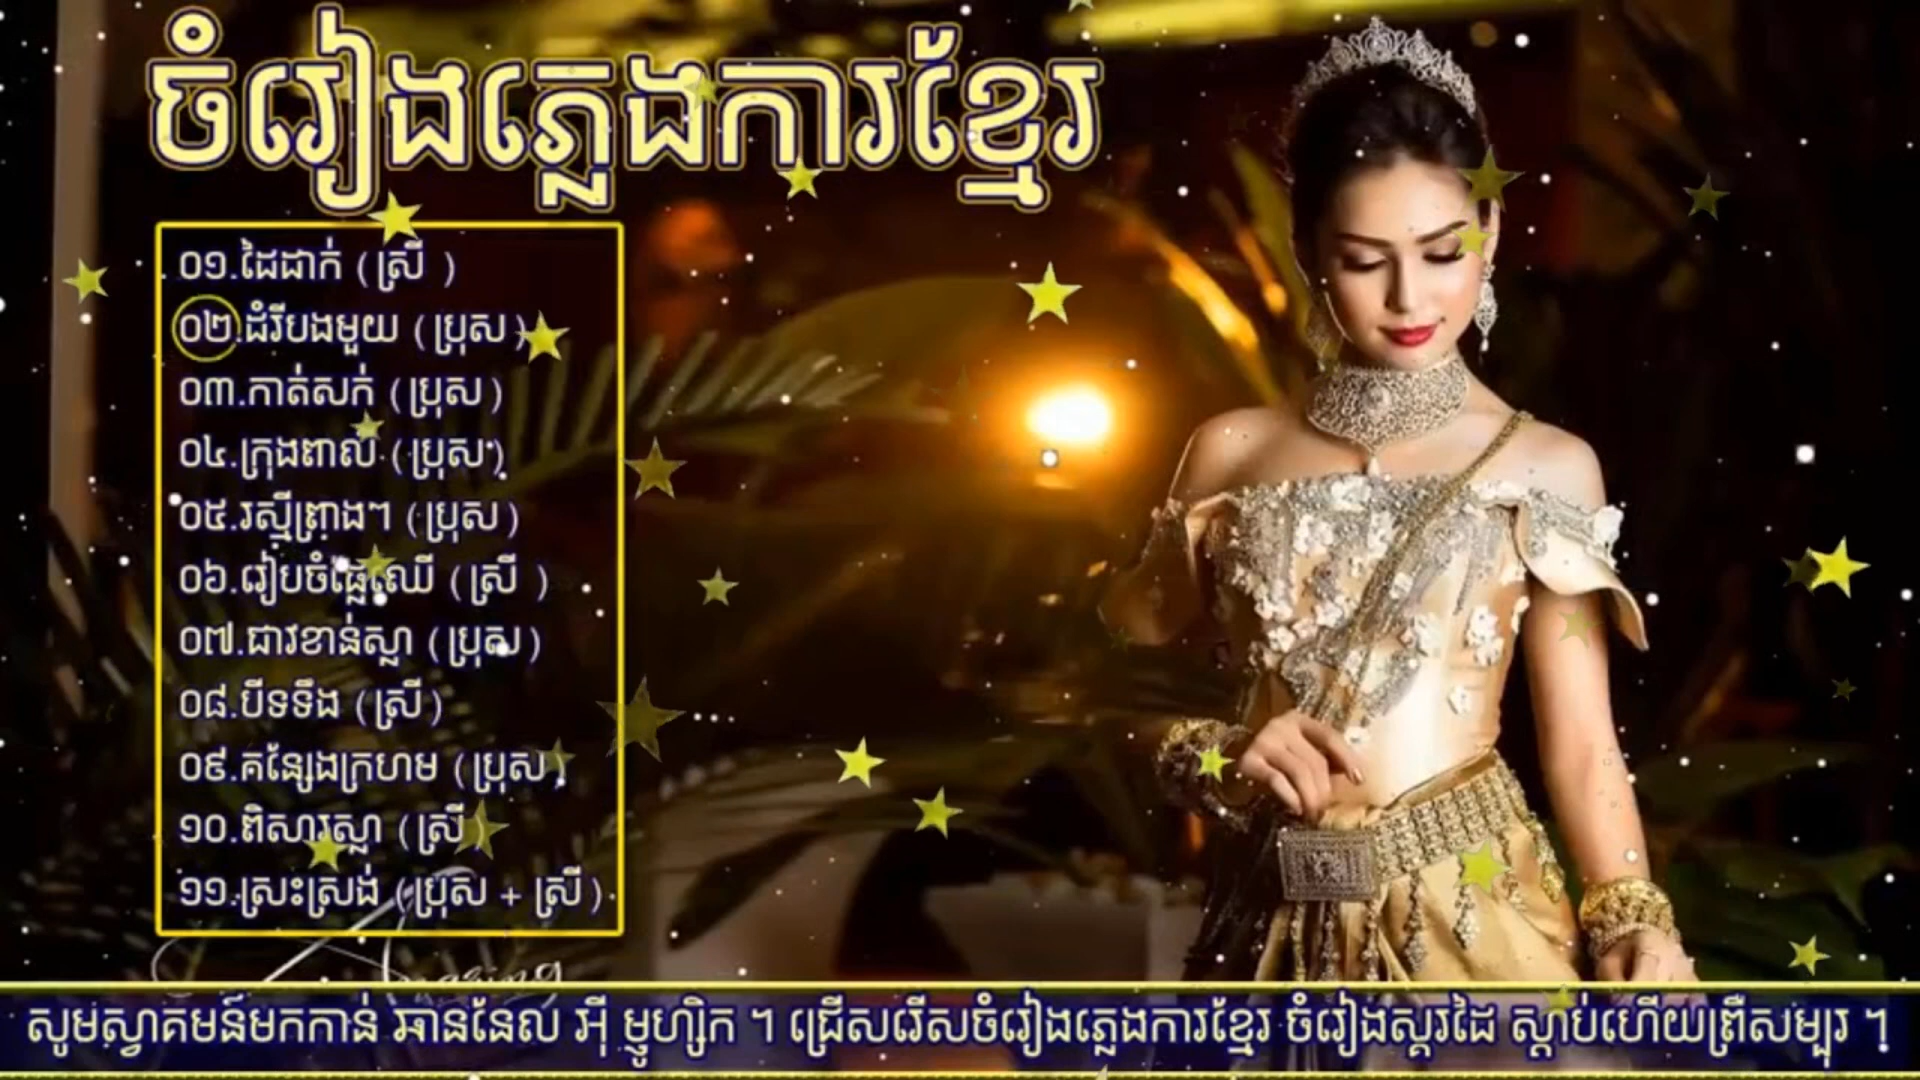 ចំរៀងភ្លេងការខ្មែរ
០១.ដៃដាក់ (ស្រី )
០២.ដំរីបងមួយ (ប្រុស)
០៣.កាត់សក់ (ប្រុស)
០៤.ក្រុងពាល់ (ប្រុស)
០៥.រស្មីព្រាងៗ (ប្រុស)
០៦.រៀបចំផ្លែឈើ (ស្រី )
០៧.ជាវខាន់ស្លា (ប្រុស)
០៨.បីទទឹង (ស្រី)
០៩.កន្សែងក្រហម (ប្រុស)
១០.ពិសារស្លា (ស្រី)
១១.ស្រះស្រង់ (ប្រុស + ស្រី)
សូមស្វាគមន៍មកកាន់ ឆានែល អ៊ី ម្ញូហ្សិក ។ ជ្រើសរើសចំរៀងភ្លេងការខ្មែរ ចំរៀងស្គរដៃ ស្តាប់ហើយព្រឺសម្បុរ ។